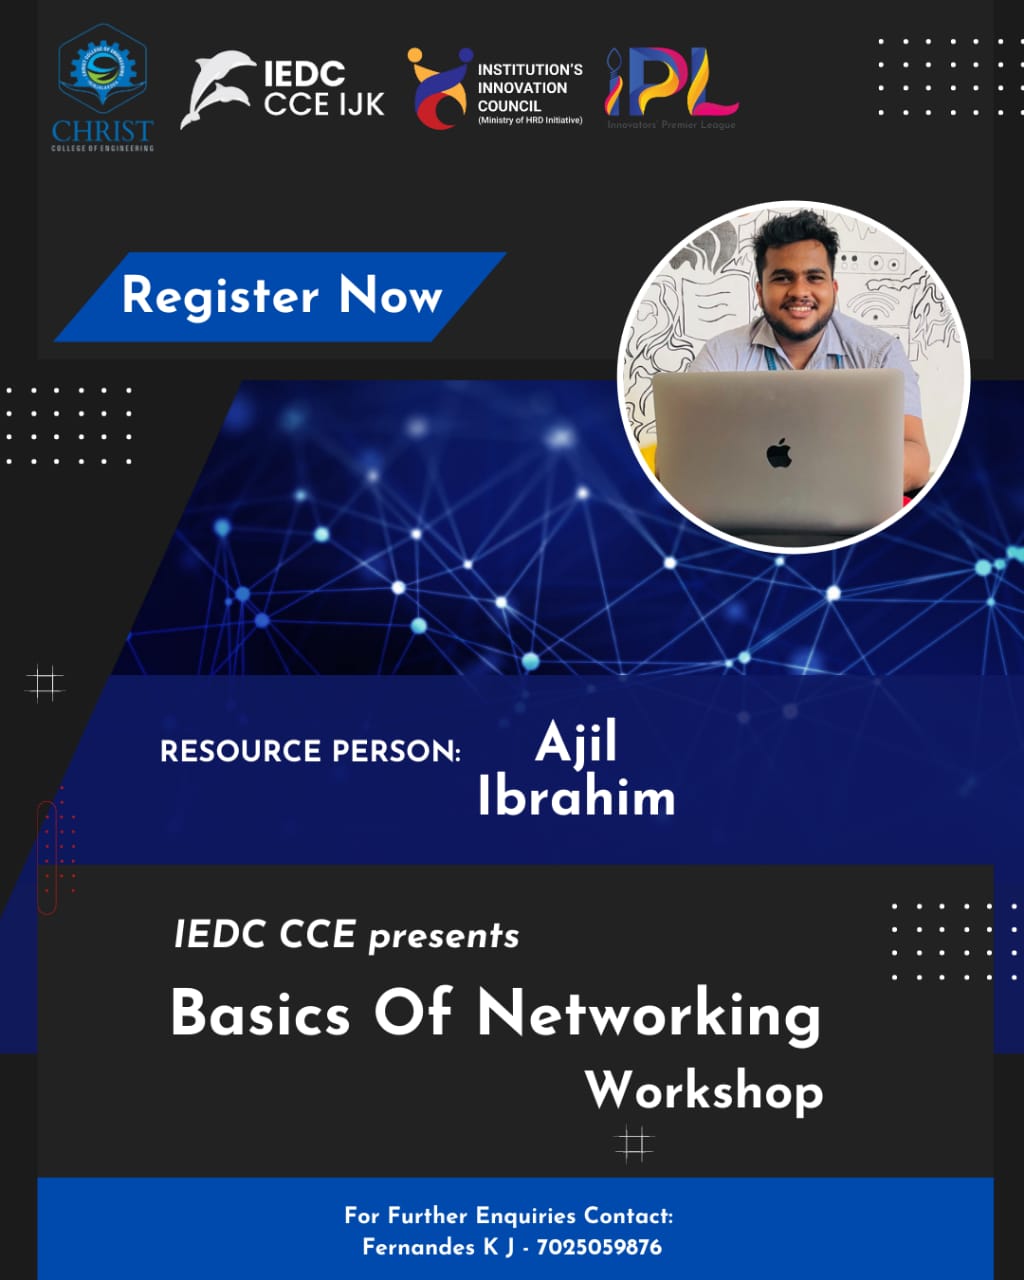 CHRIST
COLLEGE OF ENGINEERING
IEDC
CCE IJK
INSTITUTION'S
INNOVATION
COUNCIL
(Ministry of HRD Initiative)
iPL
Innovators' Premier League
Register Now
RESOURCE PERSON:
Ajil
Ibrahim
IEDC CCE presents
Basics Of Networking
Workshop
For Further Enquiries Contact:
Fernandes K J - 7025059876